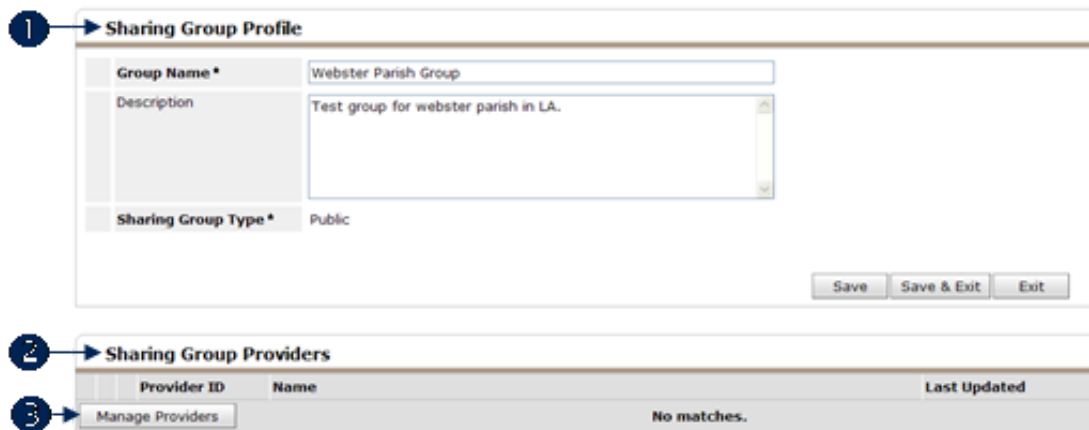 1 Sharing Group Profile
Group Name* Webster Parish Group
Description Test group for webster parish in LA.
Sharing Group Type* Public
Save Save & Exit Exit
2 Sharing Group Providers
Provider ID Name Last Updated
3 Manage Providers No matches.